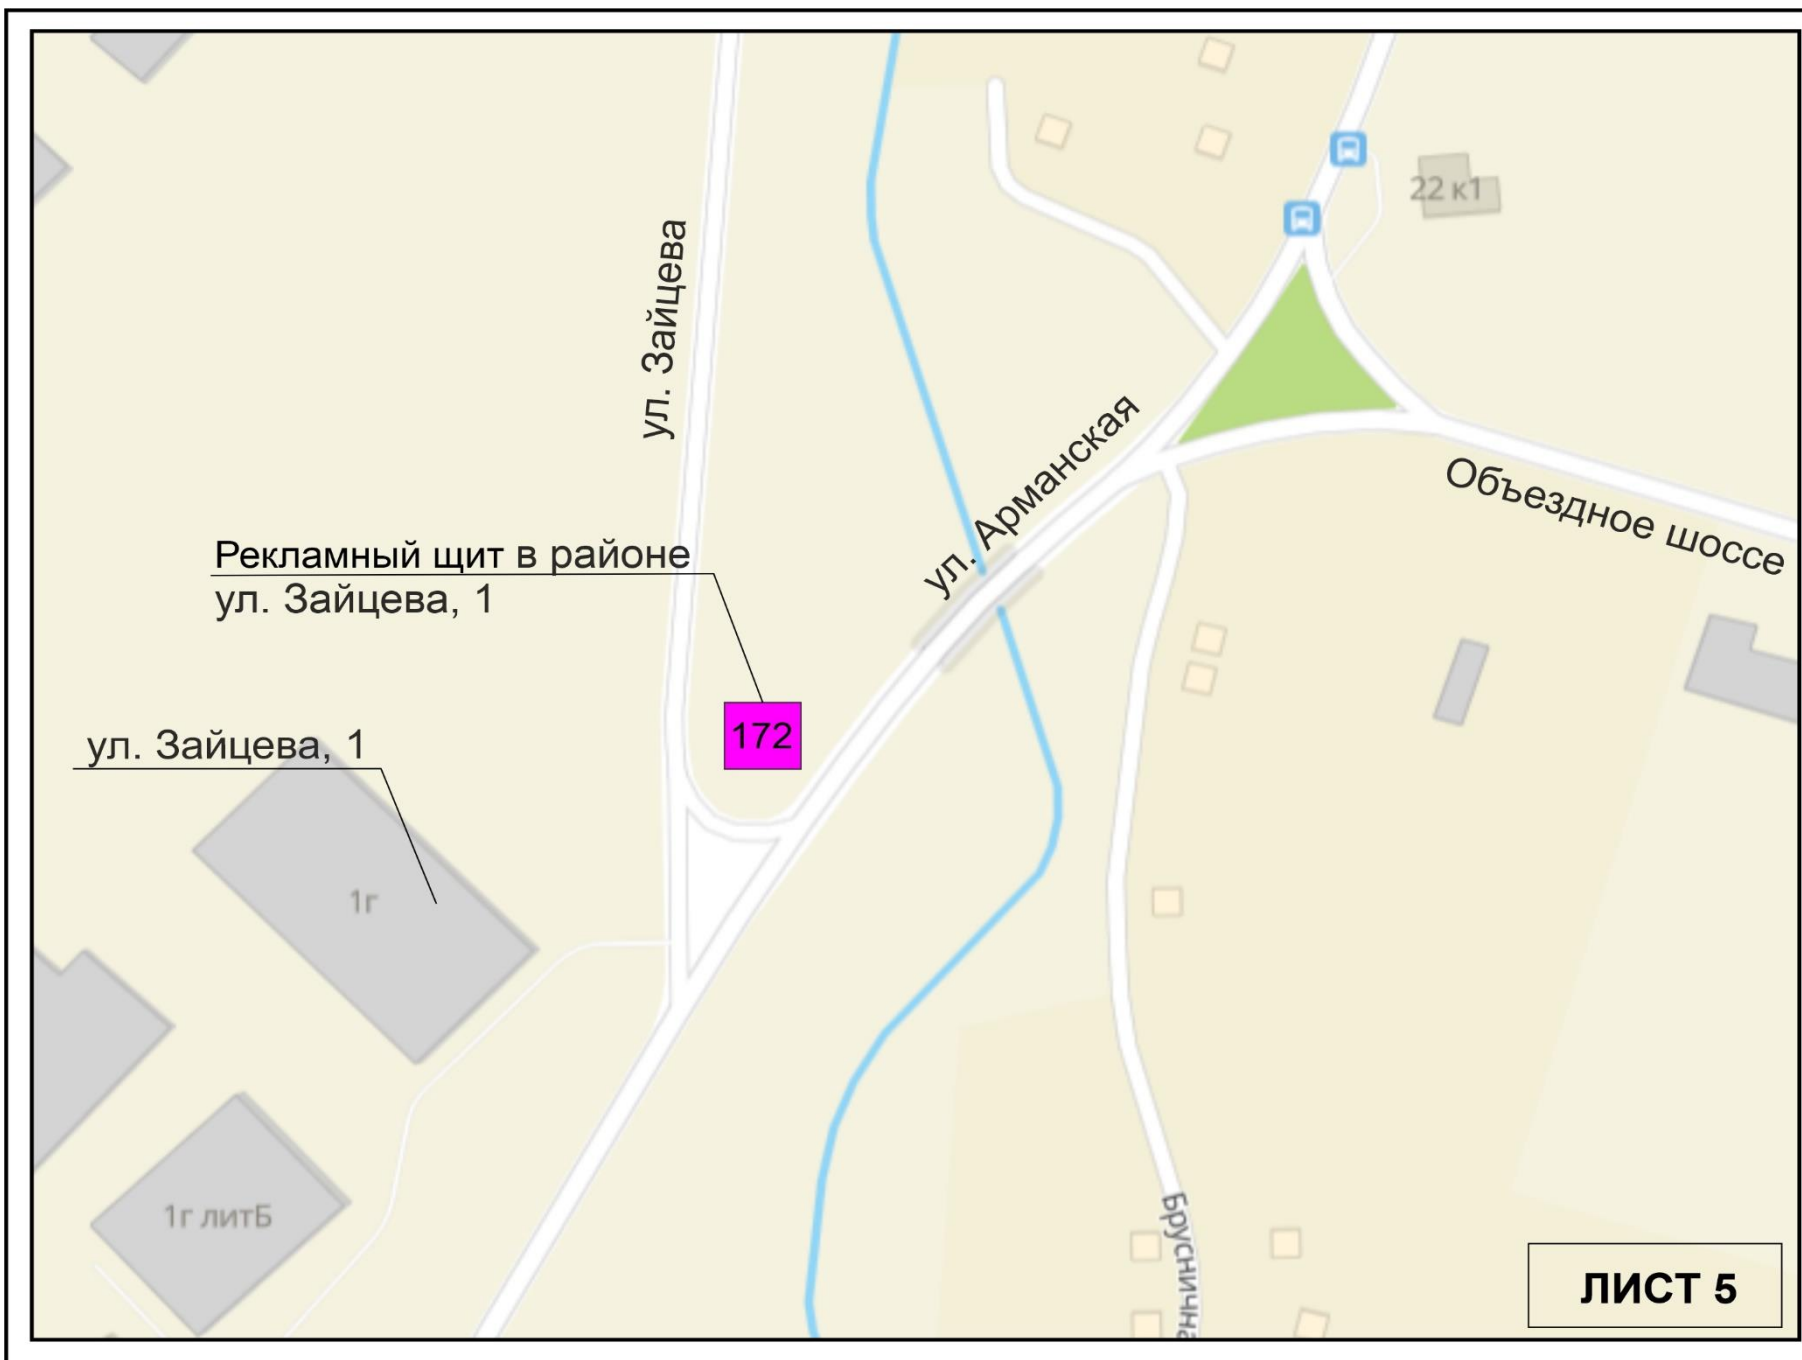 22 к1
ул. Зайцева
ул. Арманская
Объездное шоссе
Рекламный щит в районе
ул. Зайцева, 1
172
ул. Зайцева, 1
1г
1г литБ
Бруснична
ЛИСТ 5